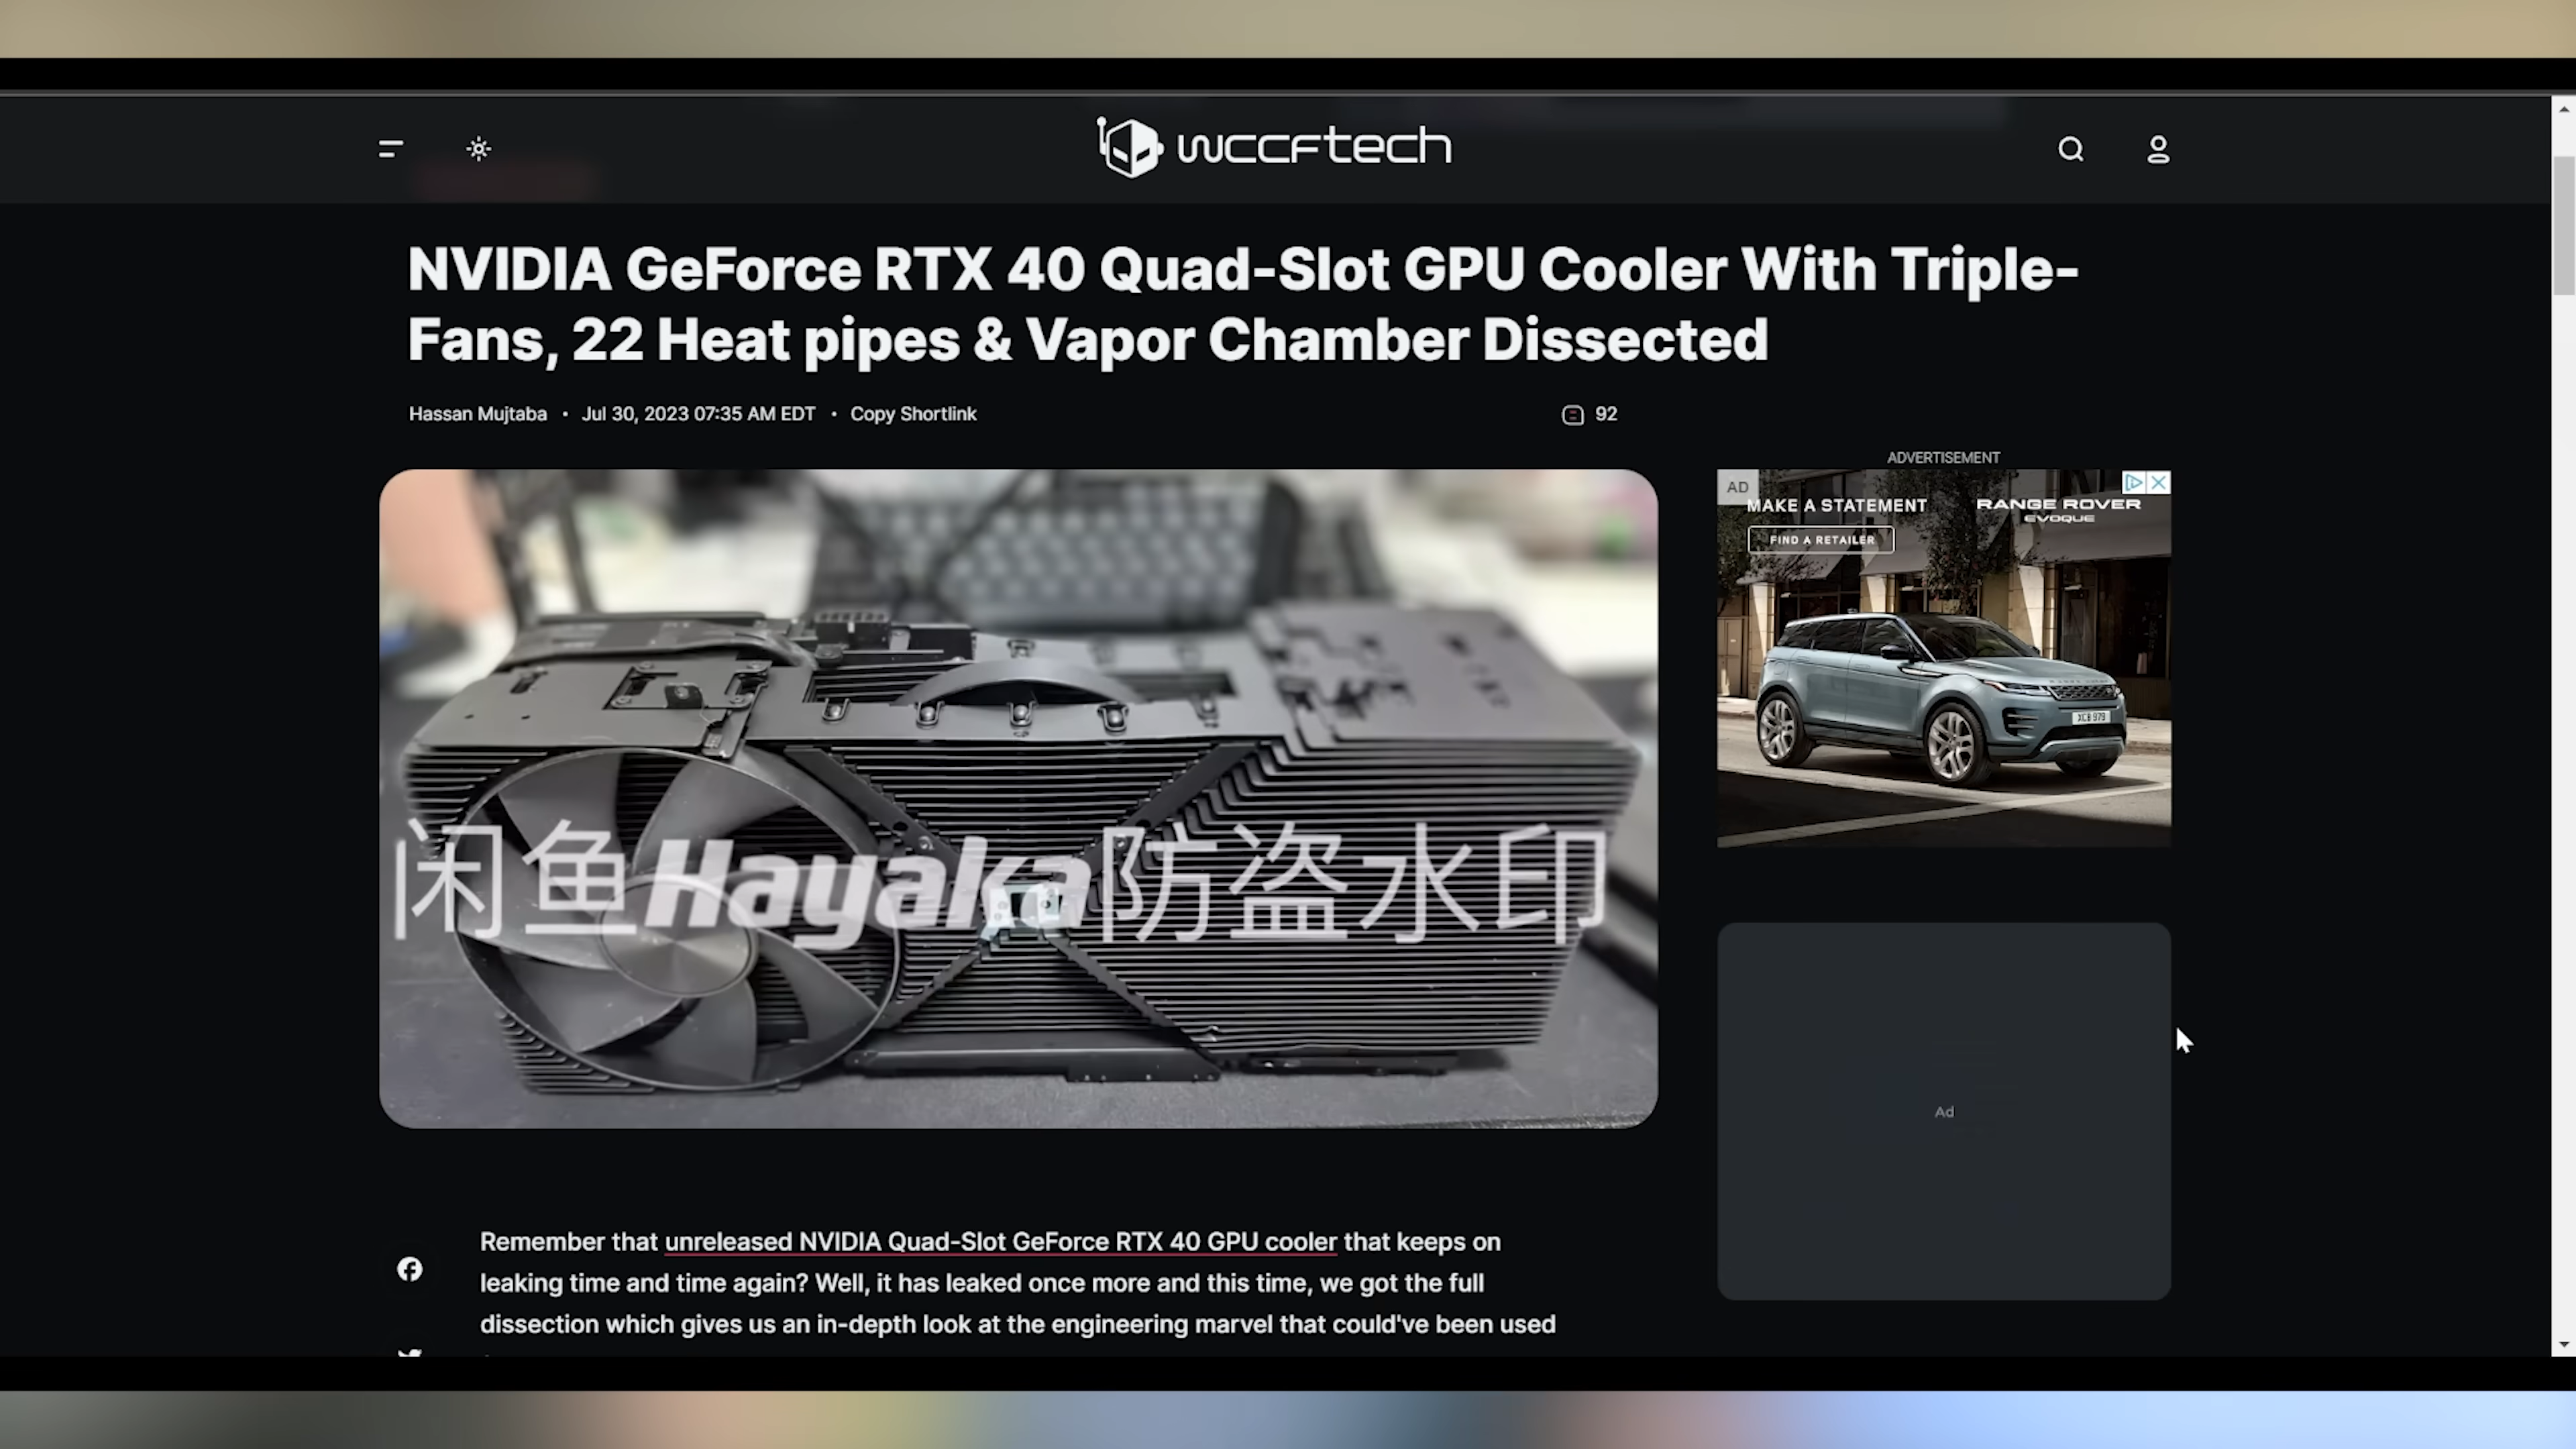 wccftech
NVIDIA GeForce RTX 40 Quad-Slot GPU Cooler With Triple-
Fans, 22 Heat pipes & Vapor Chamber Dissected
Hassan Mujtaba • Jul 30, 2023 07:35 AM EDT • Copy Shortlink
92
闲鱼Hayaka防盗水印
ADVERTISEMENT
AD
MAKE A STATEMENT
FIND A RETAILER
RANGE ROVER
EVOQUE
XCB 979
Ad
Remember that unreleased NVIDIA Quad-Slot GeForce RTX 40 GPU cooler that keeps on
leaking time and time again? Well, it has leaked once more and this time, we got the full
dissection which gives us an in-depth look at the engineering marvel that could've been used